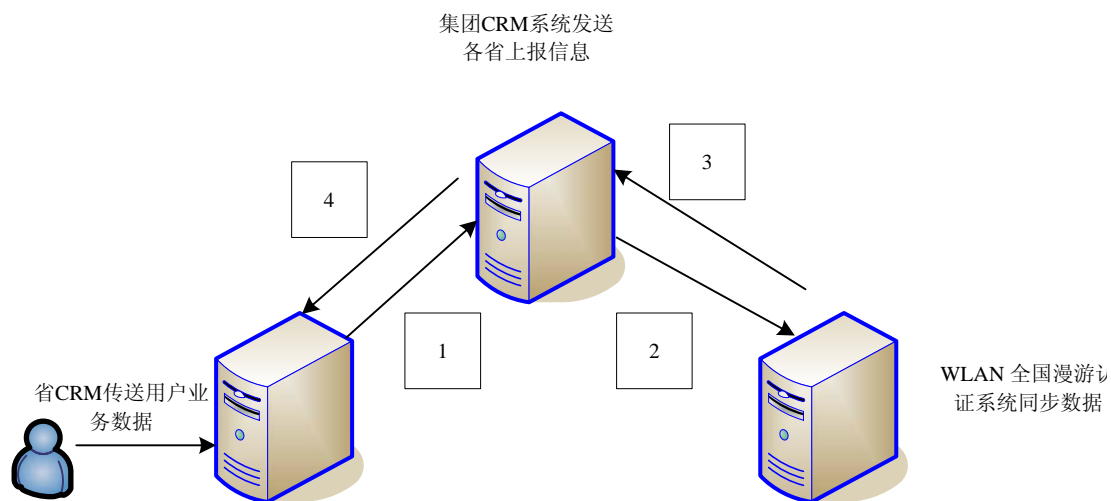 集团CRM系统发送
各省上报信息
3
4
1
2
省CRM传送用户业
务数据
WLAN 全国漫游认
证系统同步数据